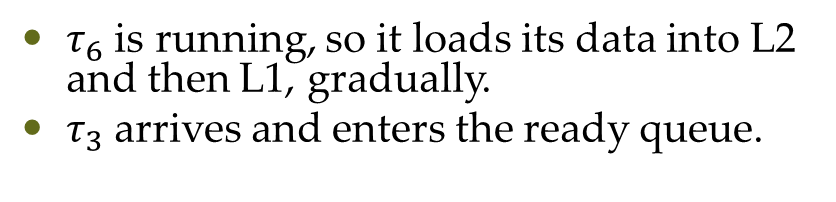 • τ₆ is running, so it loads its data into L2
and then L1, gradually.
• τ₃ arrives and enters the ready queue.